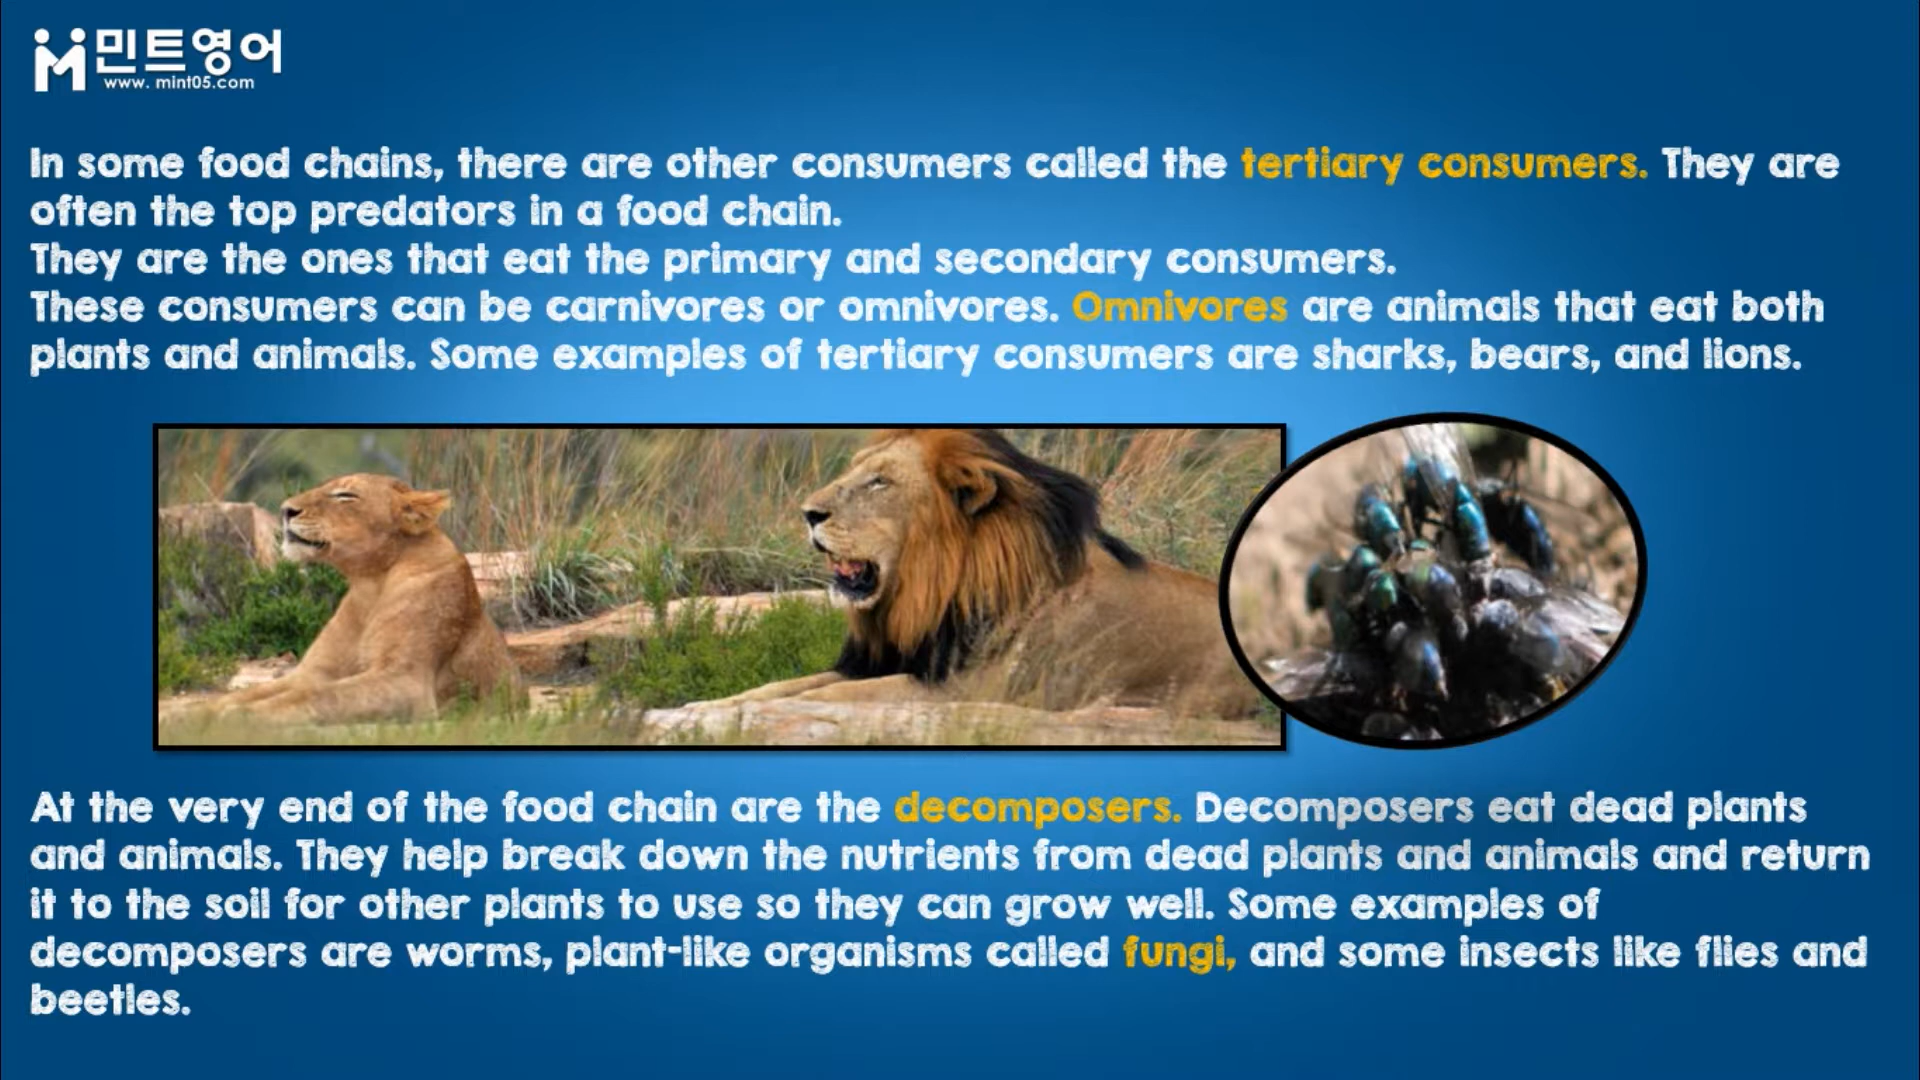 민트영어
www. mint05.com
In some food chains, there are other consumers called the tertiary consumers. They are
often the top predators in a food chain.
They are the ones that eat the primary and secondary consumers.
These consumers can be carnivores or omnivores. Omnivores are animals that eat both
plants and animals. Some examples of tertiary consumers are sharks, bears, and lions.
At the very end of the food chain are the decomposers. Decomposers eat dead plants
and animals. They help break down the nutrients from dead plants and animals and return
it to the soil for other plants to use so they can grow well. Some examples of
decomposers are worms, plant-like organisms called fungi, and some insects like flies and
beetles.